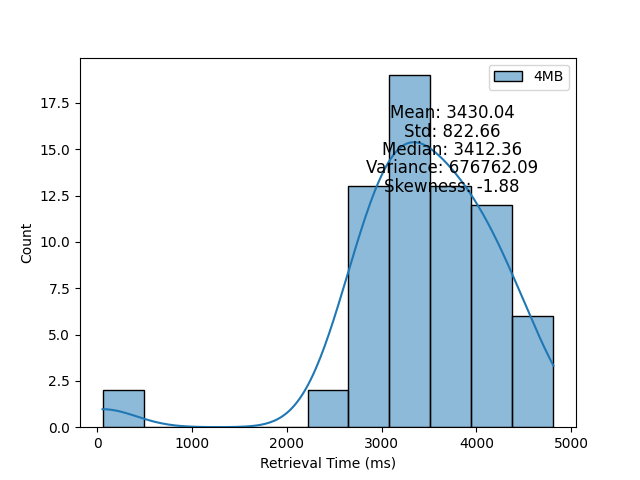 4MB
Mean: 3430.04
Std: 822.66
Median: 3412.36
Variance: 676762.09
Skewness: -1.88
17.5
15.0
12.5
10.0
7.5
5.0
2.5
0.0
Count
0 1000 2000 3000 4000 5000
Retrieval Time (ms)